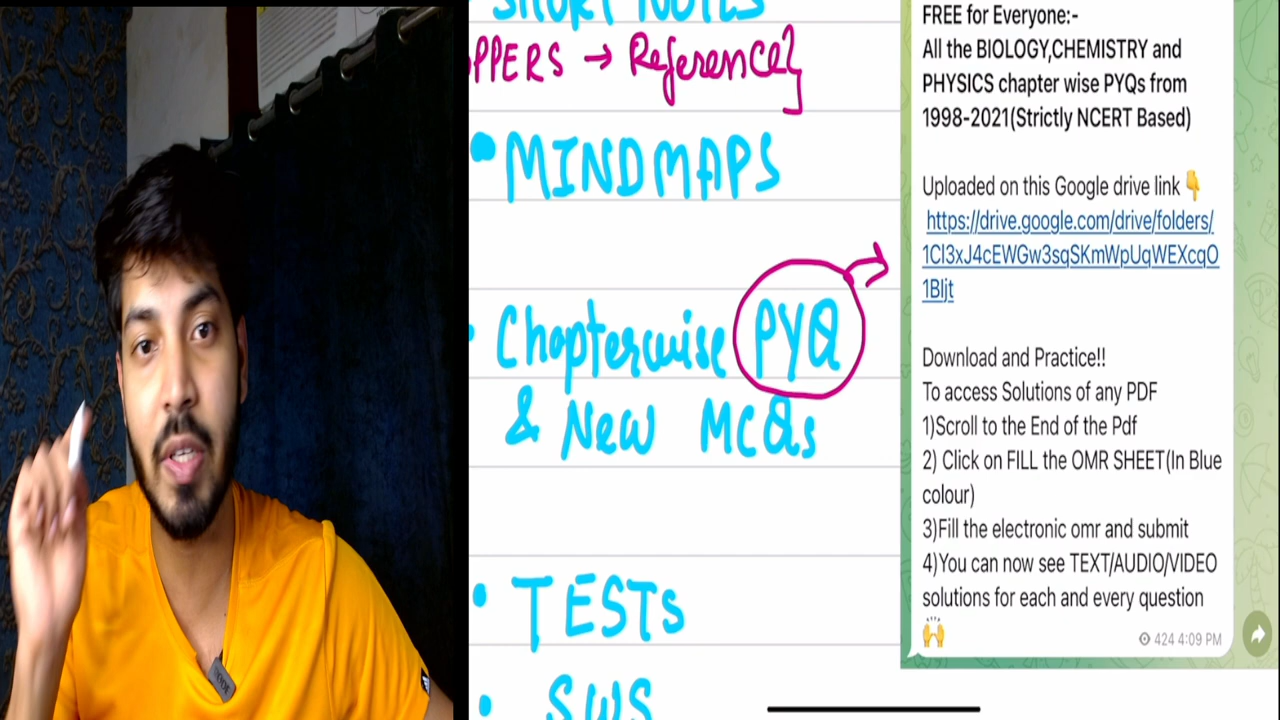 SHORT NOTES
OPPERS → Reference}
• MINDMAPS
• Chapterwise PYQ
& New MCQs
• TESTs
• SWS
FREE for Everyone:-
All the BIOLOGY,CHEMISTRY and
PHYSICS chapter wise PYQs from
1998-2021(Strictly NCERT Based)
Uploaded on this Google drive link 👇
https://drive.google.com/drive/folders/
1Cl3xJ4cEWGw3sqSKmWpUqWEXcqO
1BIjt
Download and Practice!!
To access Solutions of any PDF
1)Scroll to the End of the Pdf
2) Click on FILL the OMR SHEET(In Blue
colour)
3)Fill the electronic omr and submit
4)You can now see TEXT/AUDIO/VIDEO
solutions for each and every question
🙌
424 4:09 PM